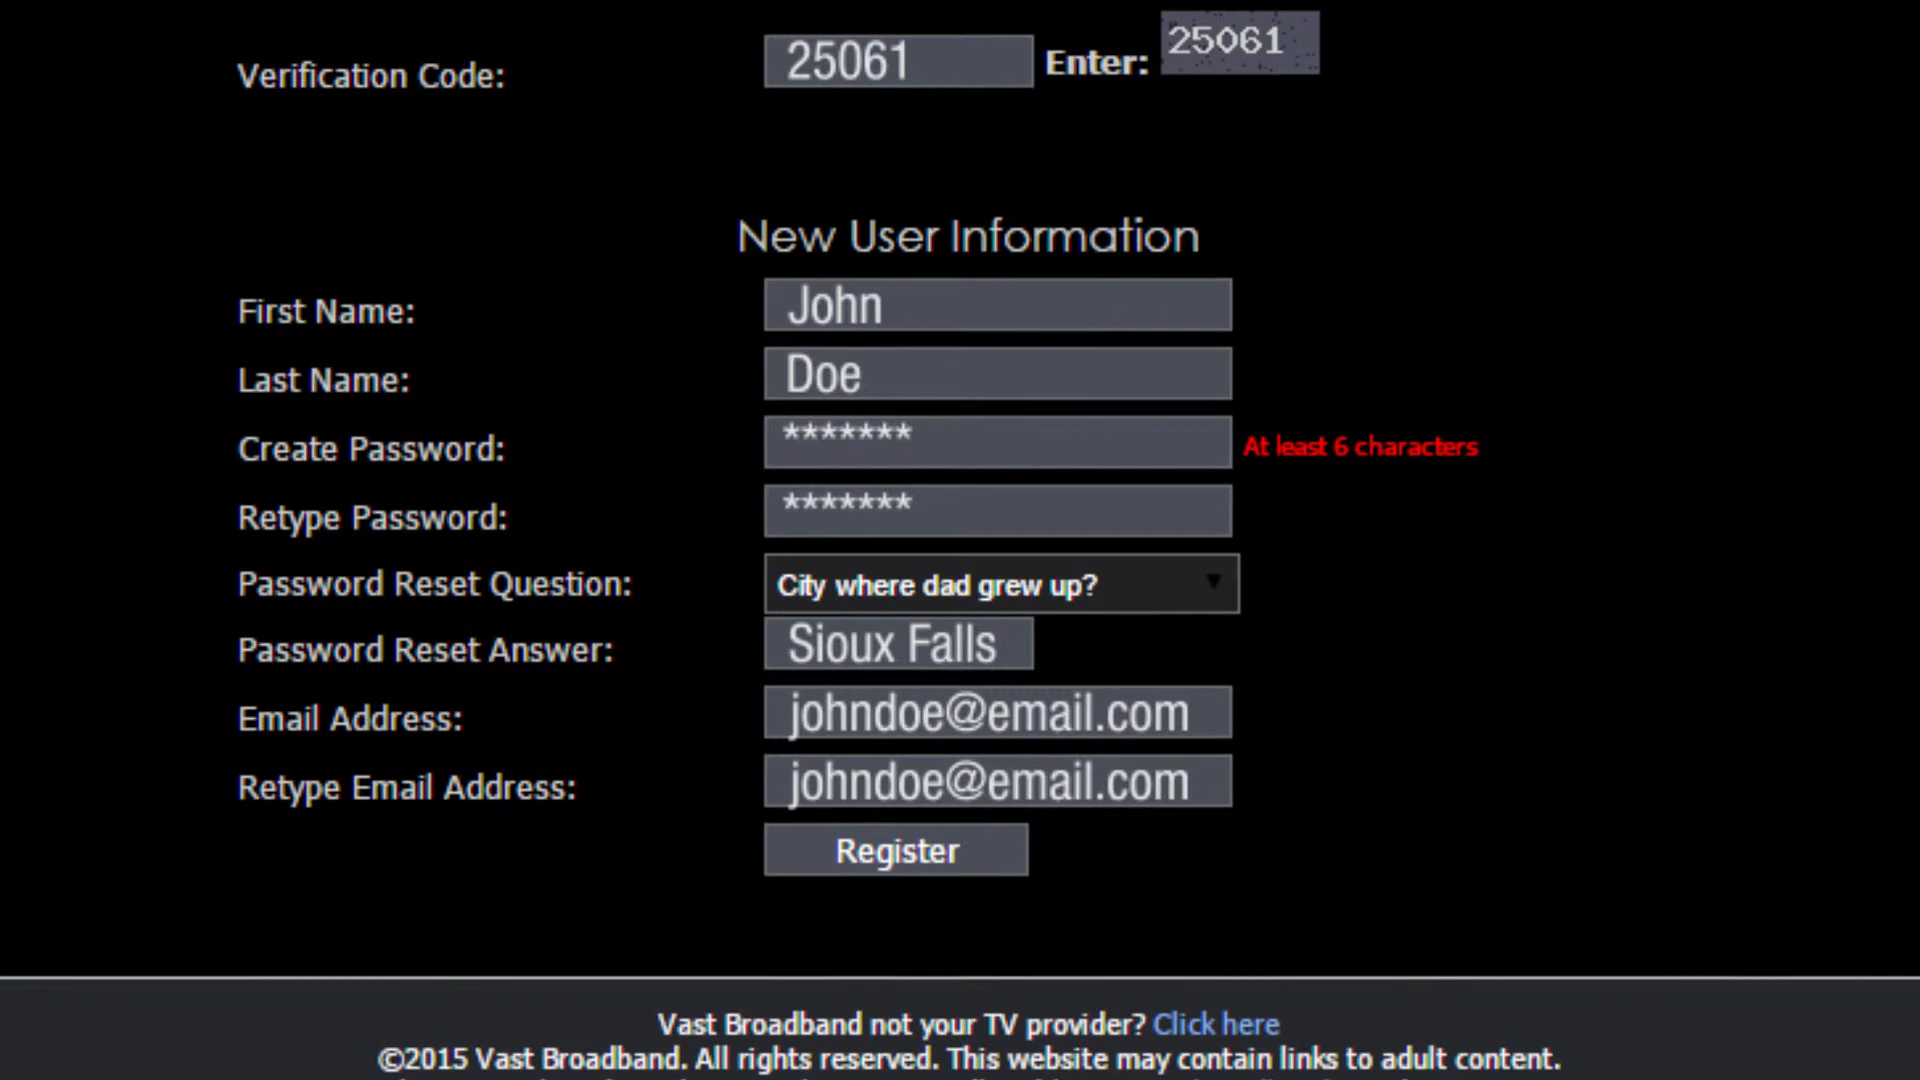 Verification Code: 25061 Enter: 25061
New User Information
First Name: John
Last Name: Doe
Create Password: ******* At least 6 characters
Retype Password: *******
Password Reset Question: City where dad grew up? ▼
Password Reset Answer: Sioux Falls
Email Address: johndoe@email.com
Retype Email Address: johndoe@email.com
Register
Vast Broadband not your TV provider? Click here
©2015 Vast Broadband. All rights reserved. This website may contain links to adult content.